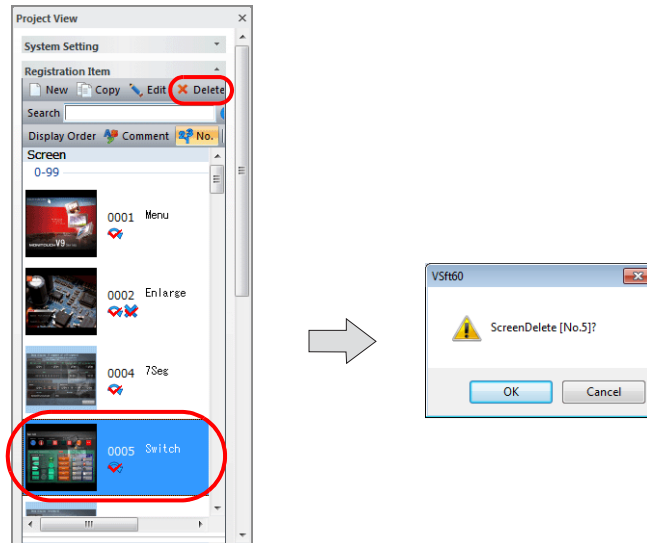 Project View
System Setting
Registration Item
New Copy Edit Delete
Search
Display Order Comment No.
Screen
0-99
0001 Menu
V9
0002 Enlarge
0004 7Seg
0005 Switch
VSft60
ScreenDelete [No.5]?
OK Cancel